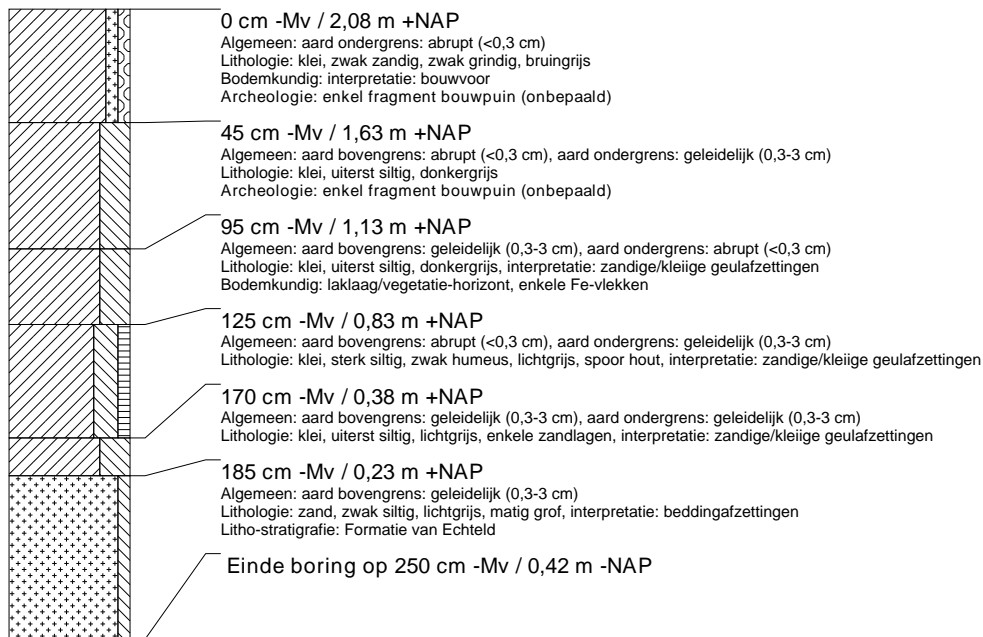 0 cm -Mv / 2,08 m +NAP
Algemeen: aard ondergrens: abrupt (<0,3 cm)
Lithologie: klei, zwak zandig, zwak grindig, bruingrijs
Bodemkundig: interpretatie: bouwvoor
Archeologie: enkel fragment bouwpuin (onbepaald)
45 cm -Mv / 1,63 m +NAP
Algemeen: aard bovengrens: abrupt (<0,3 cm), aard ondergrens: geleidelijk (0,3-3 cm)
Lithologie: klei, uiterst siltig, donkergrijs
Archeologie: enkel fragment bouwpuin (onbepaald)
95 cm -Mv / 1,13 m +NAP
Algemeen: aard bovengrens: geleidelijk (0,3-3 cm), aard ondergrens: abrupt (<0,3 cm)
Lithologie: klei, uiterst siltig, donkergrijs, interpretatie: zandige/kleiige geulafzettingen
Bodemkundig: laklaag/vegetatie-horizont, enkele Fe-vlekken
125 cm -Mv / 0,83 m +NAP
Algemeen: aard bovengrens: abrupt (<0,3 cm), aard ondergrens: geleidelijk (0,3-3 cm)
Lithologie: klei, sterk siltig, zwak humeus, lichtgrijs, spoor hout, interpretatie: zandige/kleiige geulafzettingen
170 cm -Mv / 0,38 m +NAP
Algemeen: aard bovengrens: geleidelijk (0,3-3 cm), aard ondergrens: geleidelijk (0,3-3 cm)
Lithologie: klei, uiterst siltig, lichtgrijs, enkele zandlagen, interpretatie: zandige/kleiige geulafzettingen
185 cm -Mv / 0,23 m +NAP
Algemeen: aard bovengrens: geleidelijk (0,3-3 cm)
Lithologie: zand, zwak siltig, lichtgrijs, matig grof, interpretatie: beddingafzettingen
Litho-stratigrafie: Formatie van Echteld
Einde boring op 250 cm -Mv / 0,42 m -NAP